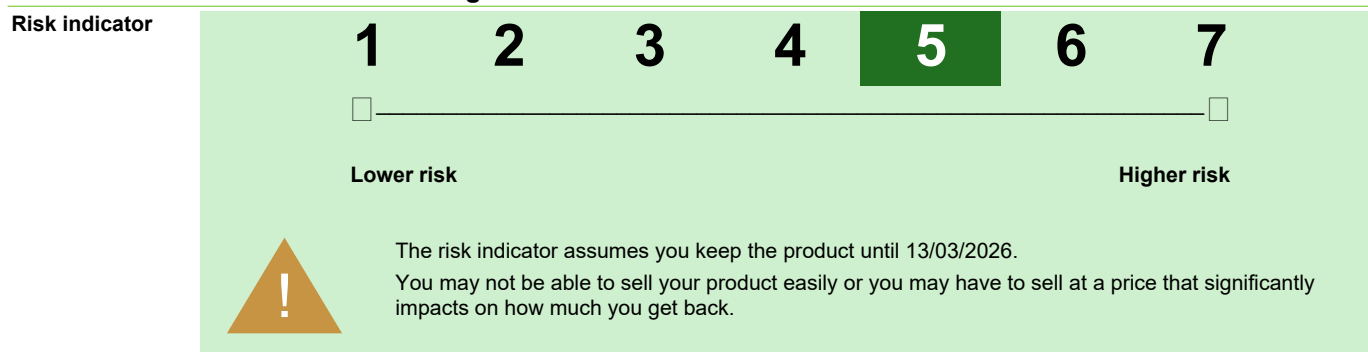 Risk indicator
1 2 3 4 5 6 7
Lower risk Higher risk
The risk indicator assumes you keep the product until 13/03/2026.
! You may not be able to sell your product easily or you may have to sell at a price that significantly
impacts on how much you get back.